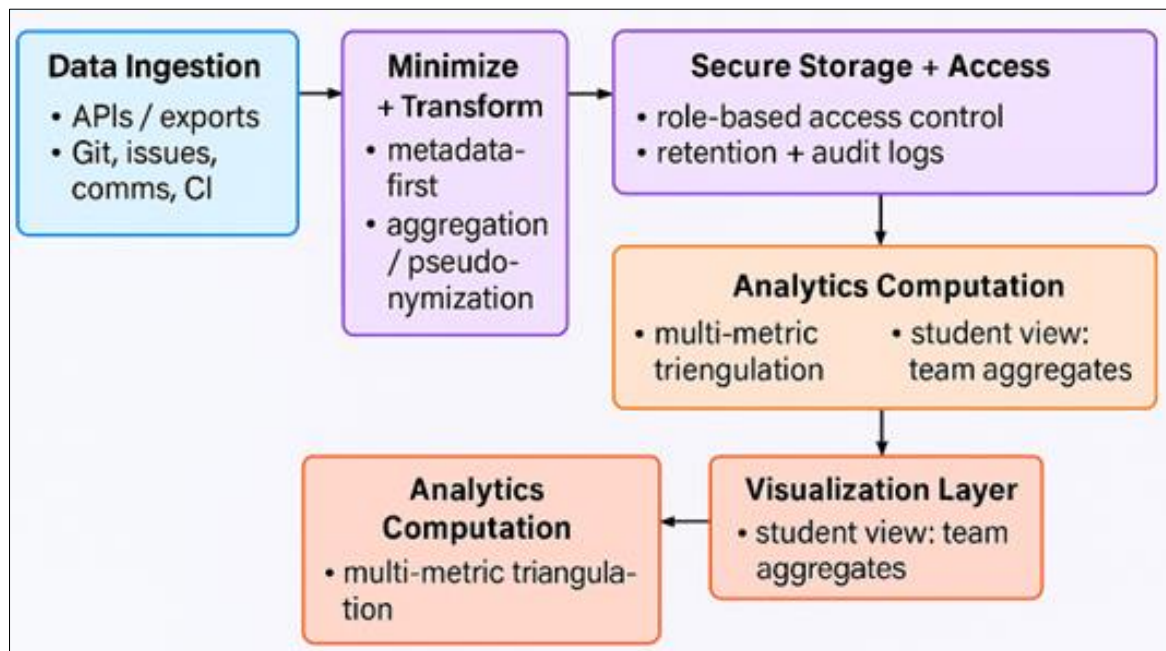 Data Ingestion
• APIs / exports
• Git, issues,
comms, CI
Minimize
+ Transform
• metadata-
first
• aggregation
/ pseudo-
nymization
Secure Storage + Access
• role-based access control
• retention + audit logs
Analytics Computation
• multi-metric
triengulation
• student view:
team aggregates
Visualization Layer
• student view: team
aggregates
Analytics
Computation
• multi-metric triangula-
tion